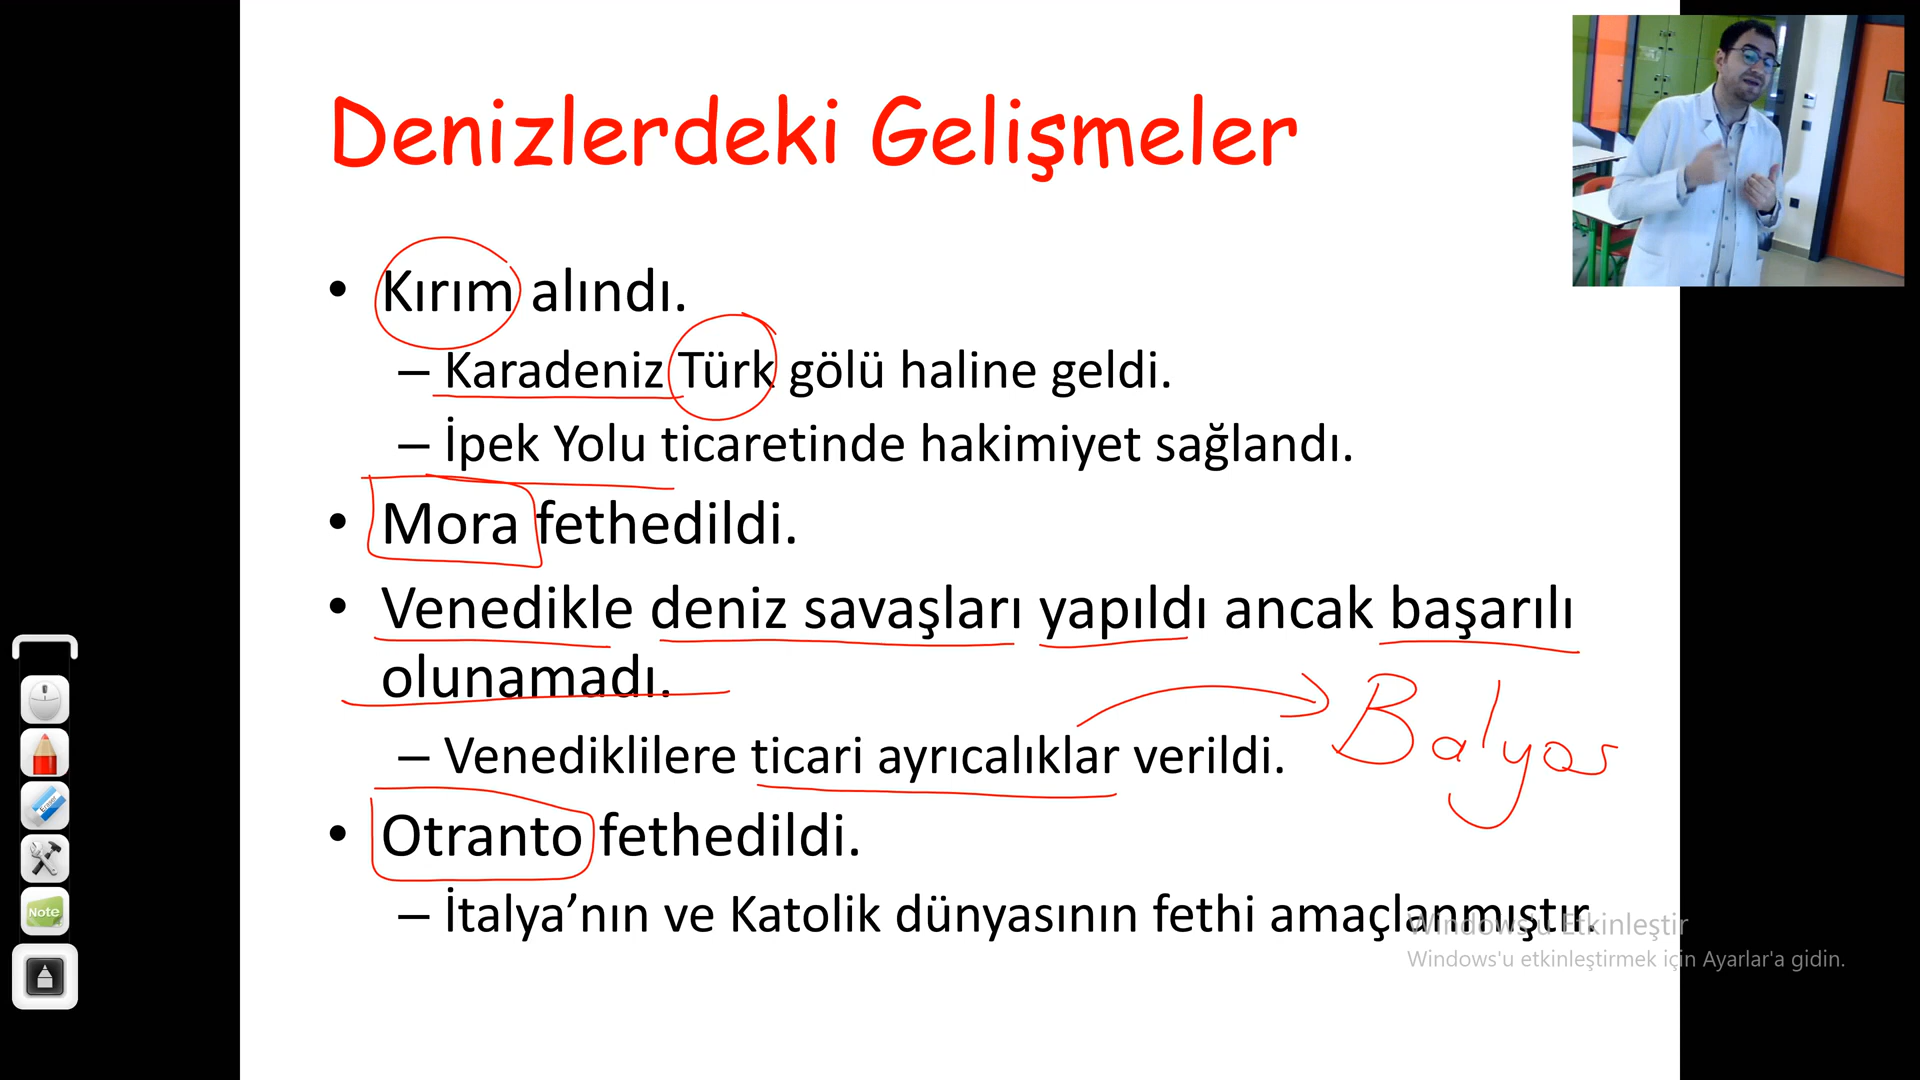 Denizlerdeki Gelişmeler
• Kırım alındı.
– Karadeniz Türk gölü haline geldi.
– İpek Yolu ticaretinde hakimiyet sağlandı.
• Mora fethedildi.
• Venedikle deniz savaşları yapıldı ancak başarılı
olunamadı.
– Venediklilere ticari ayrıcalıklar verildi.
Balyos
• Otranto fethedildi.
– İtalya’nın ve Katolik dünyasının fethi amaçlanmıştır.
Windows'u Etkinleştir
Windows'u etkinleştirmek için Ayarlar'a gidin.
Note